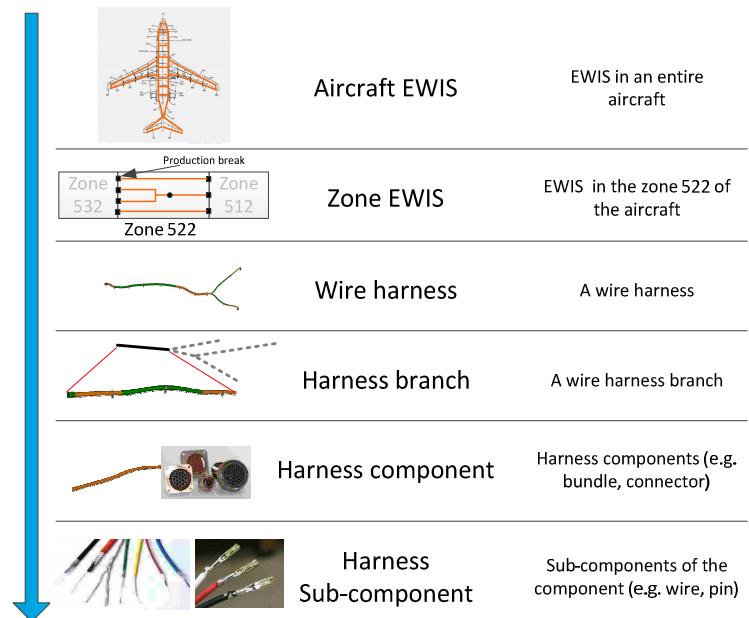 Aircraft EWIS
EWIS in an entire
aircraft
Production break
Zone
532
Zone
512
Zone 522
Zone EWIS
EWIS in the zone 522 of
the aircraft
Wire harness
A wire harness
Harness branch
A wire harness branch
Harness component
Harness components (e.g.
bundle, connector)
Harness
Sub-component
Sub-components of the
component (e.g. wire, pin)